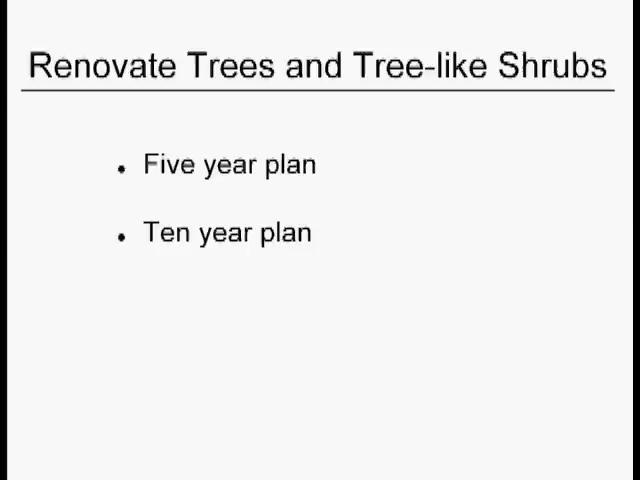 Renovate Trees and Tree-like Shrubs
• Five year plan
• Ten year plan